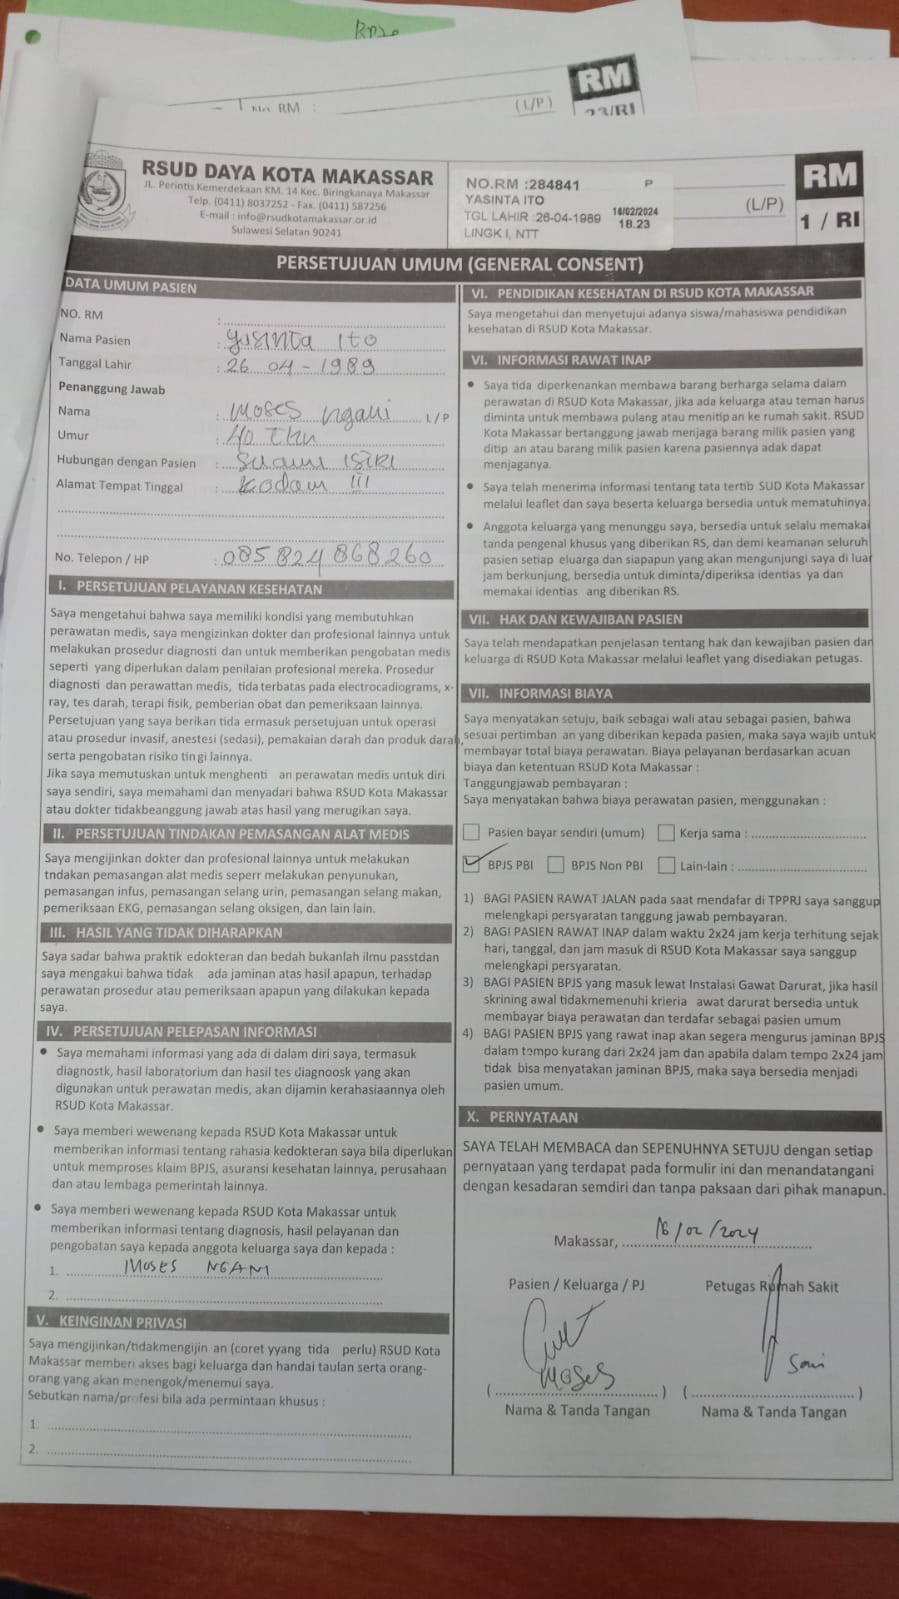 RM
No RM :
(L/P)
RM
RSUD DAYA KOTA MAKASSAR
JL. Perintis Kemerdekaan KM. 14 Kec. Biringkanaya Makassar
Telp. (0411) 8037252 - Fax. (0411) 587256
E-mail : info@rsudkotamakassar.or.id
Sulawesi Selatan 90241
NO.RM :284841 P
YASINTA ITO
TGL LAHIR :26-04-1989
LINGK I, NTT
16/02/2024
18.23
(L/P)
1 / RI
PERSETUJUAN UMUM (GENERAL CONSENT)
DATA UMUM PASIEN
NO. RM :
Nama Pasien : Yasinta Ito
Tanggal Lahir : 26 04 - 1989
Penanggung Jawab
Nama : Moses Ngani L / P
Umur : 40 Thn
Hubungan dengan Pasien : Suami ISTRI
Alamat Tempat Tinggal : Kodam III
No. Telepon / HP : 085 824 868260
I. PERSETUJUAN PELAYANAN KESEHATAN
Saya mengetahui bahwa saya memiliki kondisi yang membutuhkan
perawatan medis, saya mengizinkan dokter dan profesional lainnya untuk
melakukan prosedur diagnosti dan untuk memberikan pengobatan medis
seperti yang diperlukan dalam penilaian profesional mereka. Prosedur
diagnosti dan perawattan medis, tida terbatas pada electrocadiograms, x-
ray, tes darah, terapi fisik, pemberian obat dan pemeriksaan lainnya.
Persetujuan yang saya berikan tida ermasuk persetujuan untuk operasi
atau prosedur invasif, anestesi (sedasi), pemakaian darah dan produk darah,
serta pengobatan risiko tingi lainnya.
Jika saya memutuskan untuk menghenti an perawatan medis untuk diri
saya sendiri, saya memahami dan menyadari bahwa RSUD Kota Makassar
atau dokter tidakbeanggung jawab atas hasil yang merugikan saya.
II. PERSETUJUAN TINDAKAN PEMASANGAN ALAT MEDIS
Saya mengijinkan dokter dan profesional lainnya untuk melakukan
tndakan pemasangan alat medis seperr melakukan penyunukan,
pemasangan infus, pemasangan selang urin, pemasangan selang makan,
pemeriksaan EKG, pemasangan selang oksigen, dan lain lain.
III. HASIL YANG TIDAK DIHARAPKAN
Saya sadar bahwa praktik edokteran dan bedah bukanlah ilmu passtdan
saya mengakui bahwa tidak ada jaminan atas hasil apapun, terhadap
perawatan prosedur atau pemeriksaan apapun yang dilakukan kepada
saya.
IV. PERSETUJUAN PELEPASAN INFORMASI
• Saya memahami informasi yang ada di dalam diri saya, termasuk
diagnostk, hasil laboratorium dan hasil tes diagnoosk yang akan
digunakan untuk perawatan medis, akan dijamin kerahasiaannya oleh
RSUD Kota Makassar.
• Saya memberi wewenang kepada RSUD Kota Makassar untuk
memberikan informasi tentang rahasia kedokteran saya bila diperlukan
untuk memproses klaim BPJS, asuransi kesehatan lainnya, perusahaan
dan atau lembaga pemerintah lainnya.
• Saya memberi wewenang kepada RSUD Kota Makassar untuk
memberikan informasi tentang diagnosis, hasil pelayanan dan
pengobatan saya kepada anggota keluarga saya dan kepada :
1. Moses NGANI
2.
V. KEINGINAN PRIVASI
Saya mengijinkan/tidakmengijin an (coret yyang tida perlu) RSUD Kota
Makassar memberi akses bagi keluarga dan handai taulan serta orang-
orang yang akan menengok/menemui saya.
Sebutkan nama/profesi bila ada permintaan khusus :
1.
2.
VI. PENDIDIKAN KESEHATAN DI RSUD KOTA MAKASSAR
Saya mengetahui dan menyetujui adanya siswa/mahasiswa pendidikan
kesehatan di RSUD Kota Makassar.
VI. INFORMASI RAWAT INAP
• Saya tida diperkenankan membawa barang berharga selama dalam
perawatan di RSUD Kota Makassar, jika ada keluarga atau teman harus
diminta untuk membawa pulang atau menitip an ke rumah sakit. RSUD
Kota Makassar bertanggung jawab menjaga barang milik pasien yang
ditip an atau barang milik pasien karena pasiennya adak dapat
menjaganya.
• Saya telah menerima informasi tentang tata tertib SUD Kota Makassar
melalui leaflet dan saya beserta keluarga bersedia untuk mematuhinya.
• Anggota keluarga yang menunggu saya, bersedia untuk selalu memakai
tanda pengenal khusus yang diberikan RS, dan demi keamanan seluruh
pasien setiap eluarga dan siapapun yang akan mengunjungi saya di luar
jam berkunjung, bersedia untuk diminta/diperiksa identias ya dan
memakai identias ang diberikan RS.
VII. HAK DAN KEWAJIBAN PASIEN
Saya telah mendapatkan penjelasan tentang hak dan kewajiban pasien dan
keluarga di RSUD Kota Makassar melalui leaflet yang disediakan petugas.
VII. INFORMASI BIAYA
Saya menyatakan setuju, baik sebagai wali atau sebagai pasien, bahwa
sesuai pertimban an yang diberikan kepada pasien, maka saya wajib untuk
membayar total biaya perawatan. Biaya pelayanan berdasarkan acuan
biaya dan ketentuan RSUD Kota Makassar :
Tanggungjawab pembayaran :
Saya menyatakan bahwa biaya perawatan pasien, menggunakan :
Pasien bayar sendiri (umum) Kerja sama :
BPJS PBI BPJS Non PBI Lain-lain :
1) BAGI PASIEN RAWAT JALAN pada saat mendafar di TPPRJ saya sanggup
melengkapi persyaratan tanggung jawab pembayaran.
2) BAGI PASIEN RAWAT INAP dalam waktu 2x24 jam kerja terhitung sejak
hari, tanggal, dan jam masuk di RSUD Kota Makassar saya sanggup
melengkapi persyaratan.
3) BAGI PASIEN BPJS yang masuk lewat Instalasi Gawat Darurat, jika hasil
skrining awal tidakmemenuhi krieria awat darurat bersedia untuk
membayar biaya perawatan dan terdafar sebagai pasien umum
4) BAGI PASIEN BPJS yang rawat inap akan segera mengurus jaminan BPJS
dalam tempo kurang dari 2x24 jam dan apabila dalam tempo 2x24 jam
tidak bisa menyatakan jaminan BPJS, maka saya bersedia menjadi
pasien umum.
X. PERNYATAAN
SAYA TELAH MEMBACA dan SEPENUHNYA SETUJU dengan setiap
pernyataan yang terdapat pada formulir ini dan menandatangani
dengan kesadaran semdiri dan tanpa paksaan dari pihak manapun.
Makassar, 16/02/2024
Pasien / Keluarga / PJ Petugas Rumah Sakit
Moses
Nama & Tanda Tangan Nama & Tanda Tangan